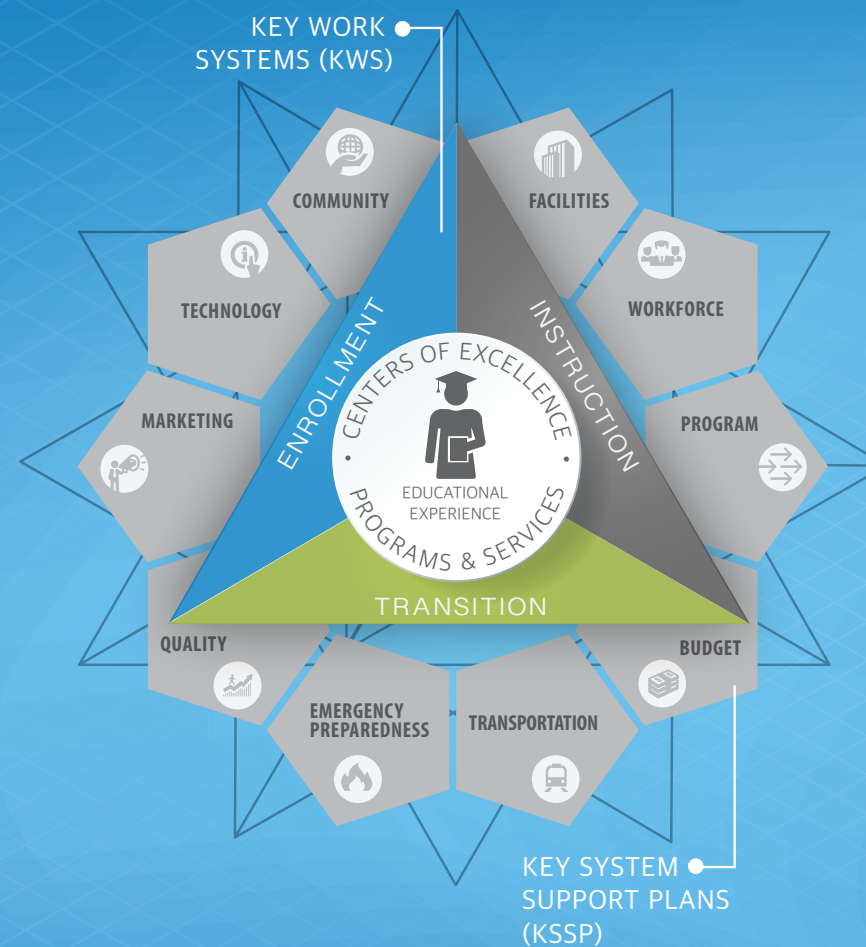 KEY WORK
SYSTEMS (KWS)
COMMUNITY
FACILITIES
TECHNOLOGY
WORKFORCE
MARKETING
PROGRAM
ENROLLMENT
INSTRUCTION
CENTERS OF EXCELLENCE
EDUCATIONAL
EXPERIENCE
PROGRAMS & SERVICES
TRANSITION
QUALITY
BUDGET
EMERGENCY
PREPAREDNESS
TRANSPORTATION
KEY SYSTEM
SUPPORT PLANS
(KSSP)